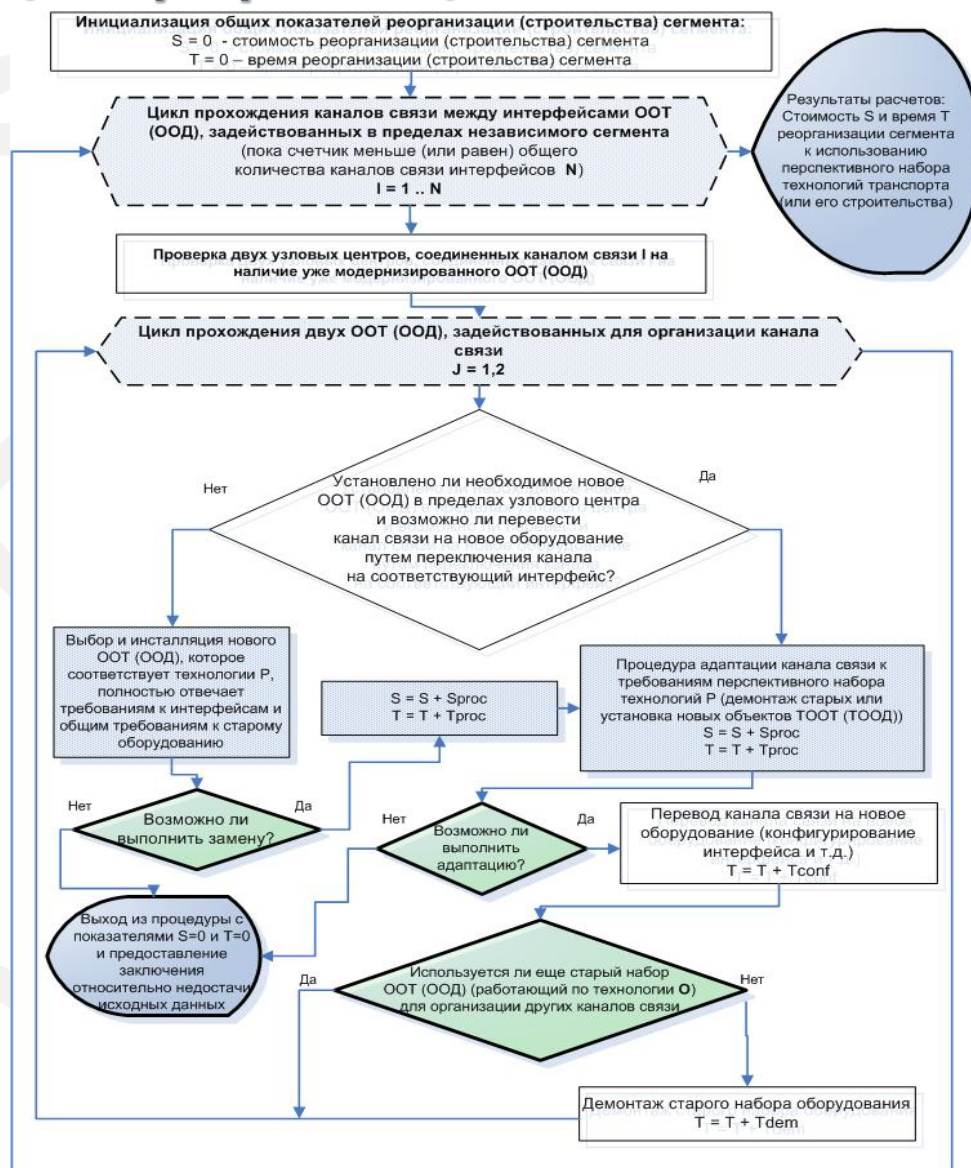 Инициализация общих показателей реорганизации (строительства) сегмента:
S = 0 - стоимость реорганизации (строительства) сегмента
T = 0 – время реорганизации (строительства) сегмента
Цикл прохождения каналов связи между интерфейсами ООТ
(ООД), задействованных в пределах независимого сегмента
(пока счетчик меньше (или равен) общего
количества каналов связи интерфейсов N)
I = 1 .. N
Результаты расчетов:
Стоимость S и время T
реорганизации сегмента
к использованию
перспективного набора
технологий транспорта
(или его строительства)
Проверка двух узловых центров, соединенных каналом связи I на
наличие уже модернизированного ООТ (ООД)
Цикл прохождения двух ООТ (ООД), задействованных для организации канала
связи
J = 1,2
Нет
Да
Установлено ли необходимое новое
ООТ (ООД) в пределах узлового центра
и возможно ли перевести
канал связи на новое оборудование
путем переключения канала
на соответствующий интерфейс?
Выбор и инсталляция нового
ООТ (ООД), которое
соответствует технологии P,
полностью отвечает
требованиям к интерфейсам и
общим требованиям к старому
оборудованию
S = S + Sproc
T = T + Tproc
Процедура адаптации канала связи к
требованиям перспективного набора
технологий P (демонтаж старых или
установка новых объектов ТООТ (ТООД))
S = S + Sproc
T = T + Tproc
Нет
Да
Возможно ли
выполнить замену?
Нет
Да
Возможно ли
выполнить
адаптацию?
Перевод канала связи на новое
оборудование (конфигурирование
интерфейса и т.д.)
T = T + Tconf
Выход из процедуры с
показателями S=0 и T=0
и предоставление
заключения
относительно недостачи
исходных данных
Да
Нет
Используется ли еще старый набор
ООТ (ООД) (работающий по технологии O)
для организации других каналов связи
Демонтаж старого набора оборудования
T = T + Tdem